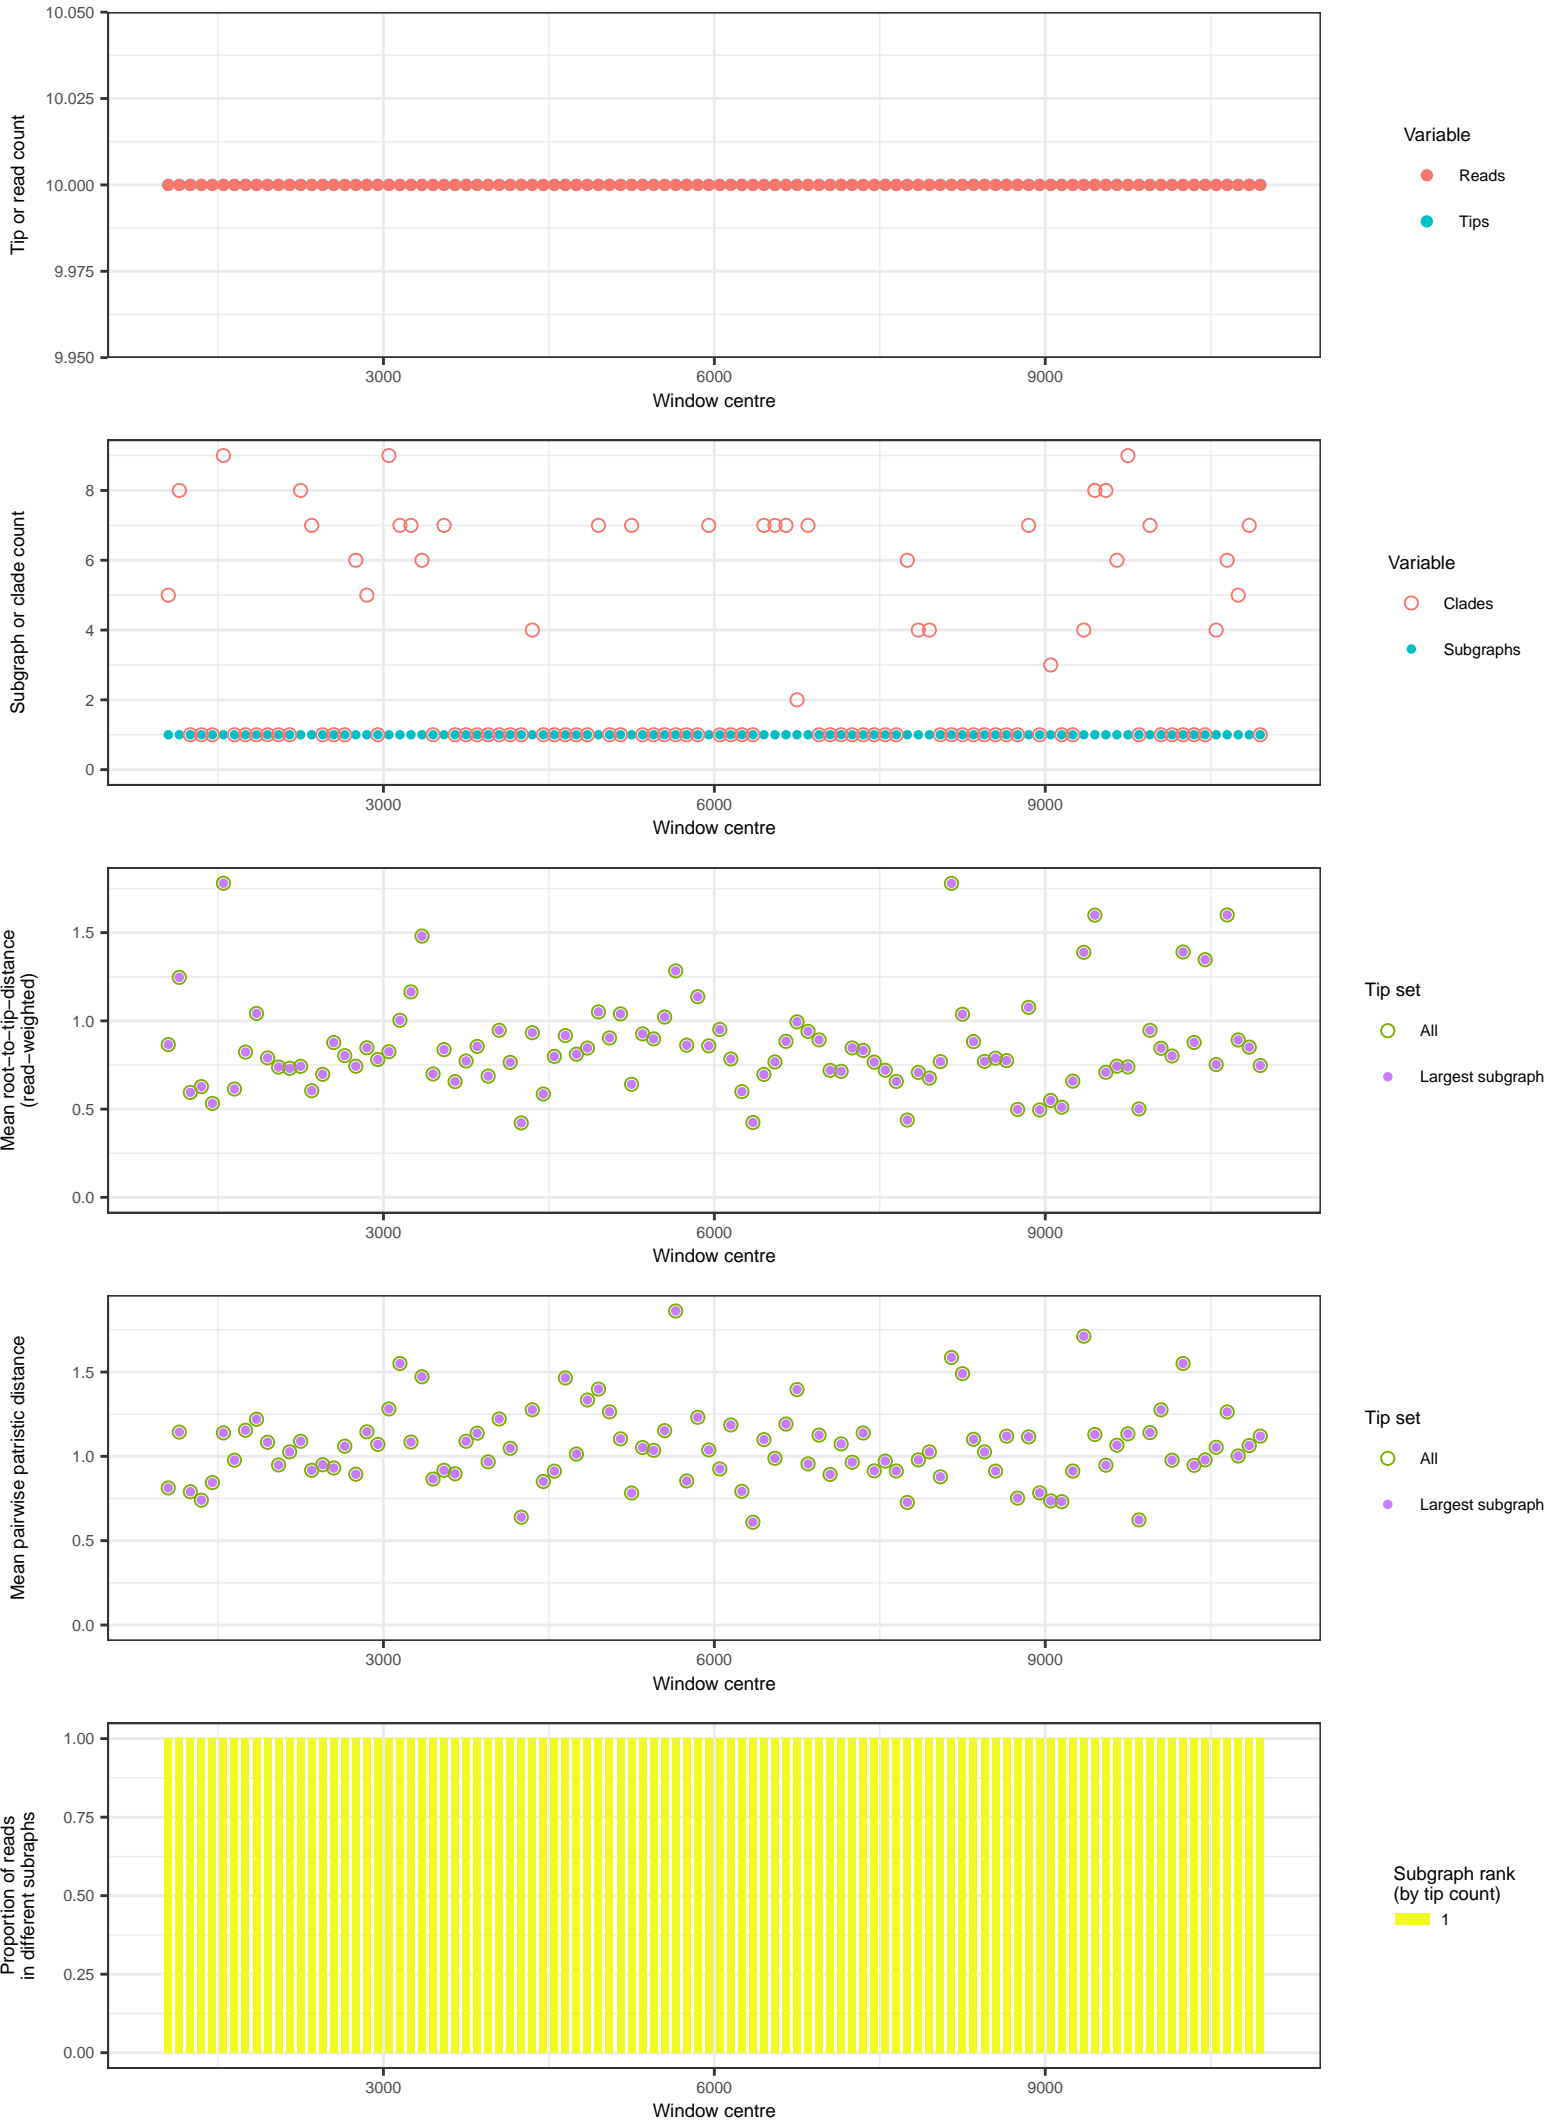 10.050
10.025
10.000
9.975
9.950
Tip or read count
3000 6000 9000
Window centre
Variable
Reads
Tips
8
6
4
2
0
Subgraph or clade count
3000 6000 9000
Window centre
Variable
Clades
Subgraphs
1.5
1.0
0.5
0.0
Mean root−to−tip−distance
(read−weighted)
3000 6000 9000
Window centre
Tip set
All
Largest subgraph
1.5
1.0
0.5
0.0
Mean pairwise patristic distance
3000 6000 9000
Window centre
Tip set
All
Largest subgraph
1.00
0.75
0.50
0.25
0.00
Proportion of reads
in different subraphs
3000 6000 9000
Window centre
Subgraph rank
(by tip count)
1